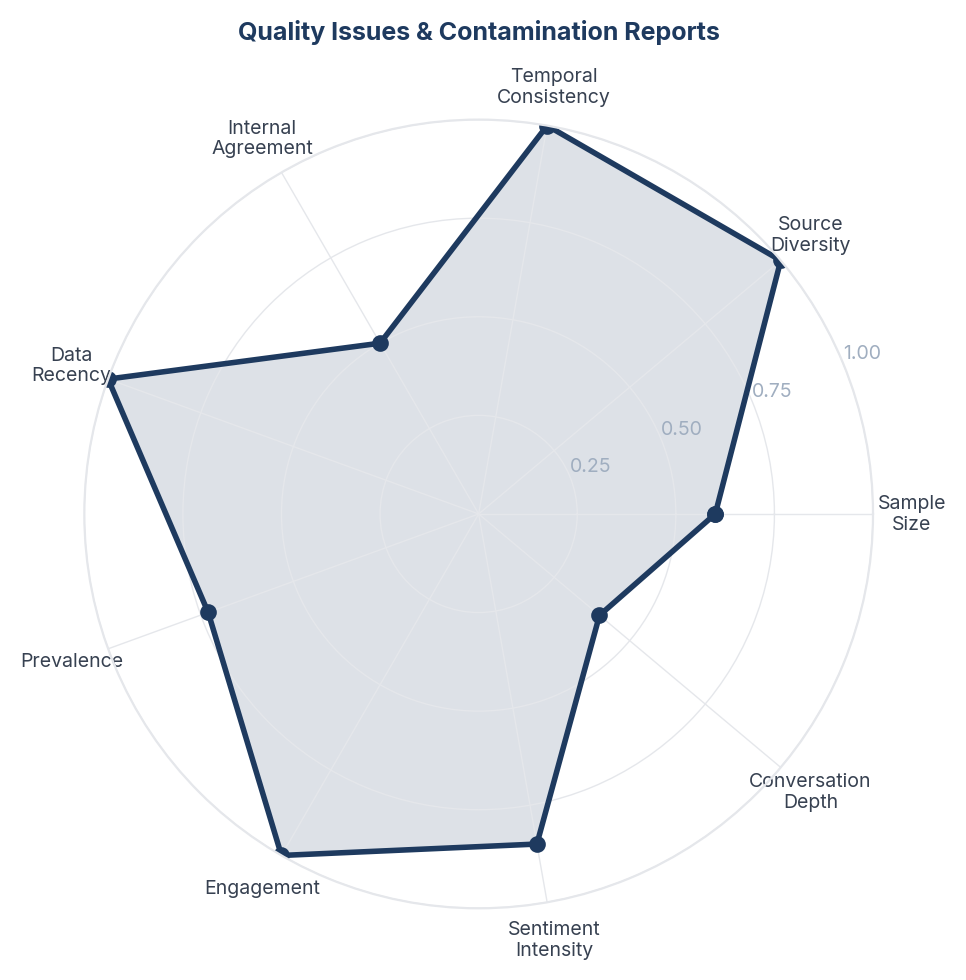 Quality Issues & Contamination Reports
Temporal
Consistency
Internal
Agreement
Source
Diversity
Data
Recency
1.00
0.75
0.50
0.25
Sample
Size
Prevalence
Conversation
Depth
Engagement
Sentiment
Intensity